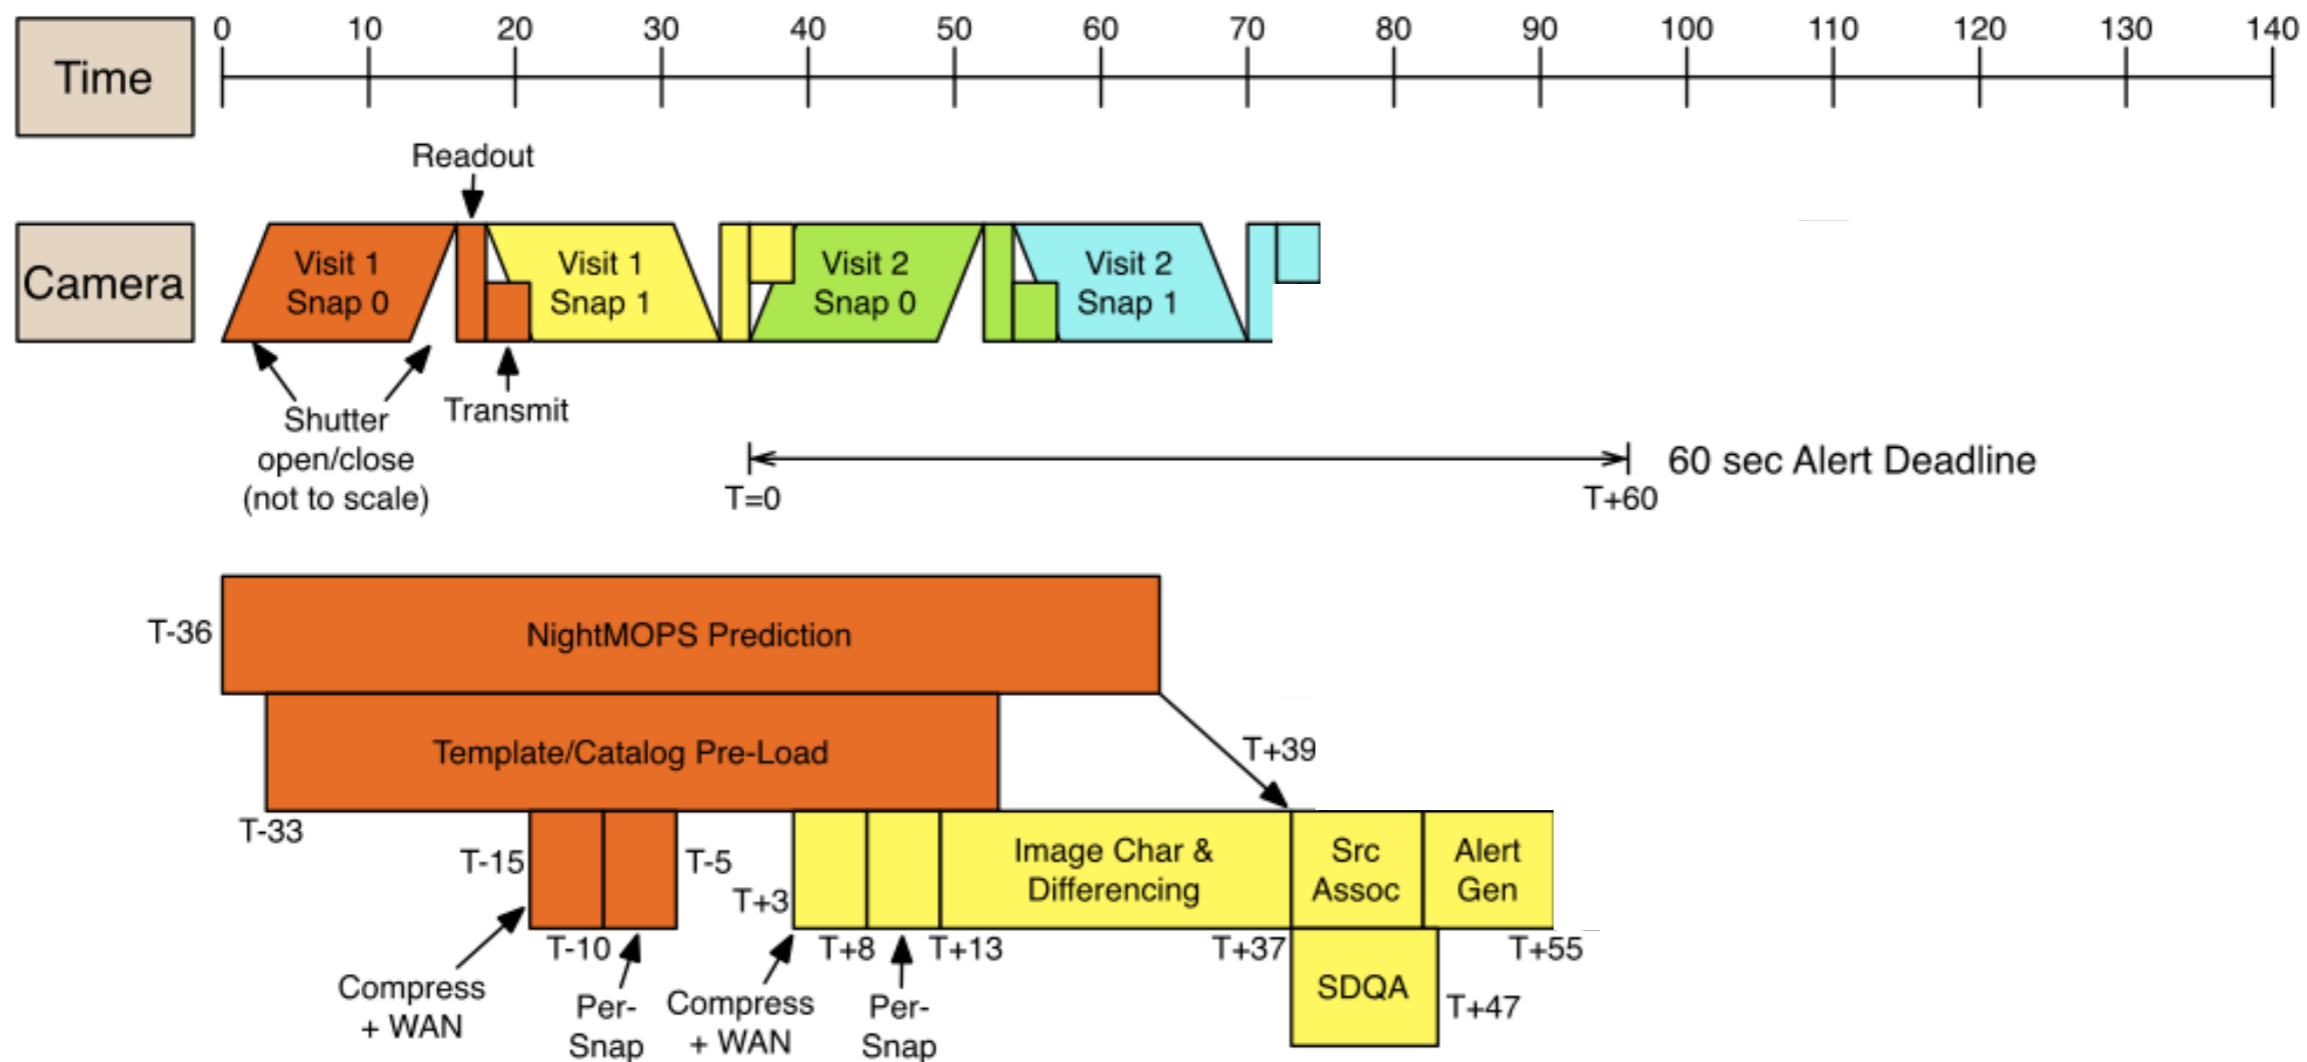 0 10 20 30 40 50 60 70 80 90 100 110 120 130 140
Time
Readout
Camera
Visit 1
Snap 0
Visit 1
Snap 1
Visit 2
Snap 0
Visit 2
Snap 1
Shutter
open/close
(not to scale)
Transmit
60 sec Alert Deadline
T=0
T+60
T-36
NightMOPS Prediction
Template/Catalog Pre-Load
T+39
T-33
T-15
T-5
T+3
Image Char &
Differencing
Src
Assoc
Alert
Gen
T-10
T+8
T+13
T+37
T+55
Compress
+ WAN
Per-
Snap
Compress
+ WAN
Per-
Snap
SDQA
T+47